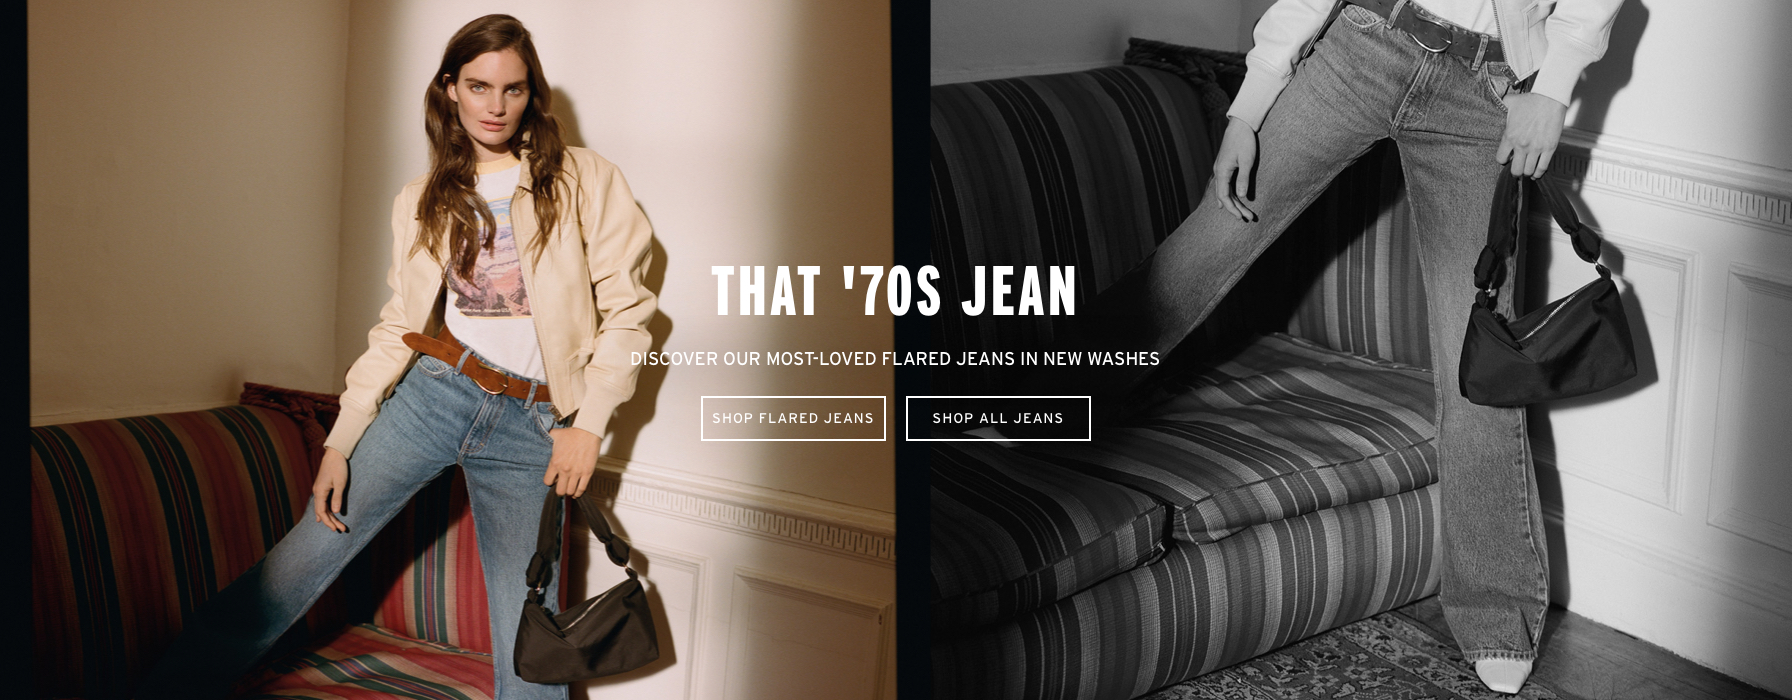 THAT '70S JEAN
DISCOVER OUR MOST-LOVED FLARED JEANS IN NEW WASHES
SHOP FLARED JEANS
SHOP ALL JEANS